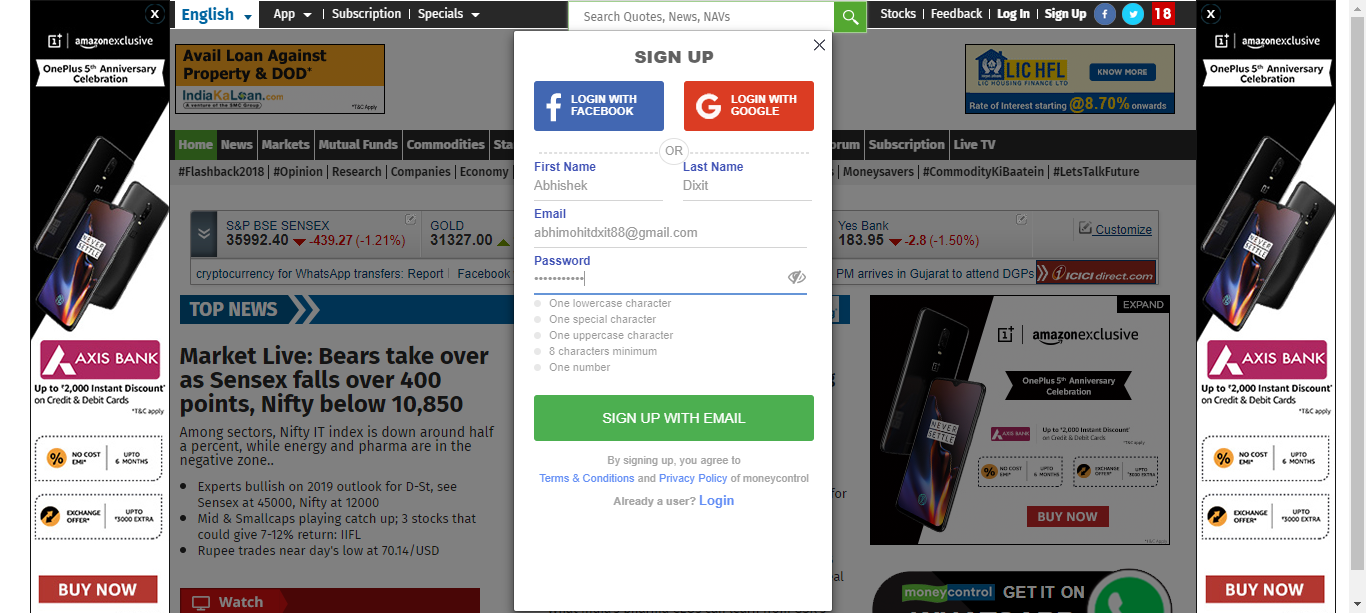 X
amazonexclusive
OnePlus 5th Anniversary
Celebration
NEVER
SETTLE
AXIS BANK
Up to ₹2,000 Instant Discount*
on Credit & Debit Cards
*T&C apply
NO COST
EMI*
UPTO
6 MONTHS
EXCHANGE
OFFER*
UPTO
₹3000 EXTRA
BUY NOW
English
App | Subscription | Specials
Search Quotes, News, NAVs
Stocks | Feedback | Log In | Sign Up
18
Avail Loan Against
Property & DOD*
IndiaKaLoan.com
A venture of the SMC Group
*T&C Apply
LIC HFL
LIC HOUSING FINANCE LTD
KNOW MORE
Rate of Interest starting @8.70% onwards
Home News Markets Mutual Funds Commodities Sta
orum Subscription Live TV
#Flashback2018 | #Opinion | Research | Companies | Economy
Moneysavers | #CommodityKiBaatein | #LetsTalkFuture
S&P BSE SENSEX
35992.40 -439.27 (-1.21%)
GOLD
31327.00
Yes Bank
183.95 -2.8 (-1.50%)
Customize
cryptocurrency for WhatsApp transfers: Report | Facebook
PM arrives in Gujarat to attend DGPs
ICICI direct.com
TOP NEWS
Market Live: Bears take over
as Sensex falls over 400
points, Nifty below 10,850
Among sectors, Nifty IT index is down around half
a percent, while energy and pharma are in the
negative zone..
Experts bullish on 2019 outlook for D-St, see
Sensex at 45000, Nifty at 12000
Mid & Smallcaps playing catch up; 3 stocks that
could give 7-12% return: IIFL
Rupee trades near day's low at 70.14/USD
Watch
SIGN UP
LOGIN WITH
FACEBOOK
LOGIN WITH
GOOGLE
OR
First Name
Last Name
Abhishek
Dixit
Email
abhimohitdxit88@gmail.com
Password
•••••••••••
One lowercase character
One special character
One uppercase character
8 characters minimum
One number
SIGN UP WITH EMAIL
By signing up, you agree to
Terms & Conditions and Privacy Policy of moneycontrol
Already a user? Login
for
al
EXPAND
amazonexclusive
OnePlus 5th Anniversary
Celebration
NEVER
SETTLE
AXIS BANK
Up to ₹2,000 Instant Discount*
on Credit & Debit Cards
NO COST
EMI*
UPTO
6 MONTHS
EXCHANGE
OFFER*
UPTO
₹3000 EXTRA
BUY NOW
*T&C apply
moneycontrol GET IT ON
X
amazonexclusive
OnePlus 5th Anniversary
Celebration
NEVER
SETTLE
AXIS BANK
Up to ₹2,000 Instant Discount*
on Credit & Debit Cards
*T&C apply
NO COST
EMI*
UPTO
6 MONTHS
EXCHANGE
OFFER*
UPTO
₹3000 EXTRA
BUY NOW